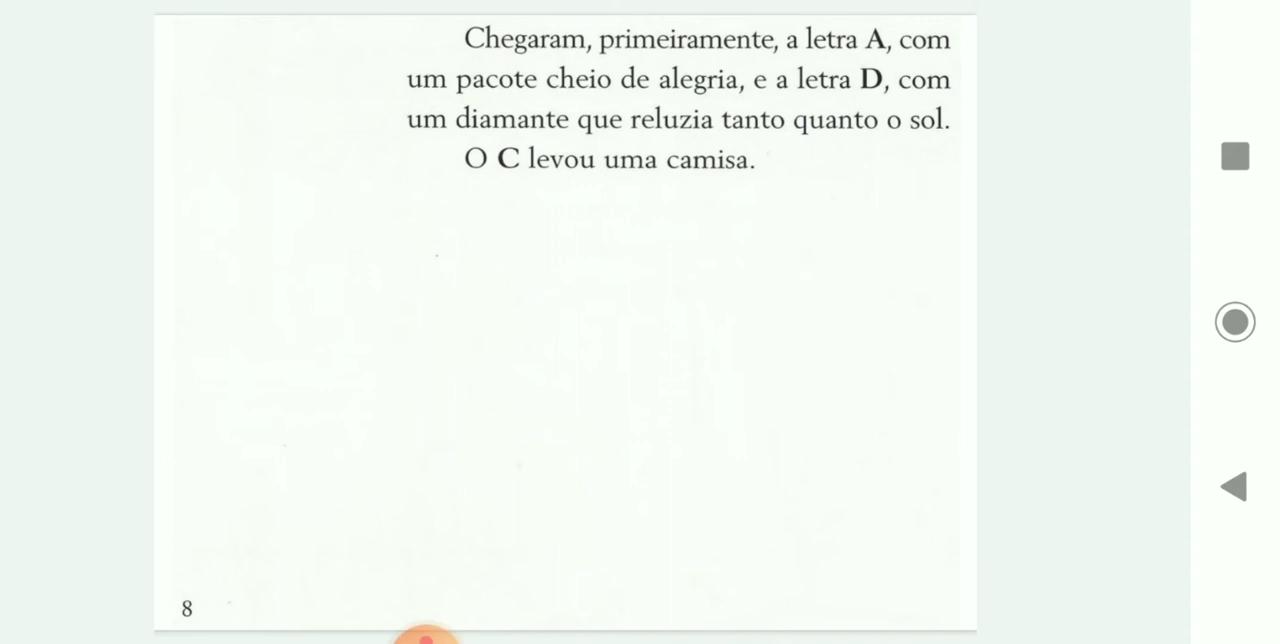 Chegaram, primeiramente, a letra A, com
um pacote cheio de alegria, e a letra D, com
um diamante que reluzia tanto quanto o sol.
O C levou uma camisa.
8